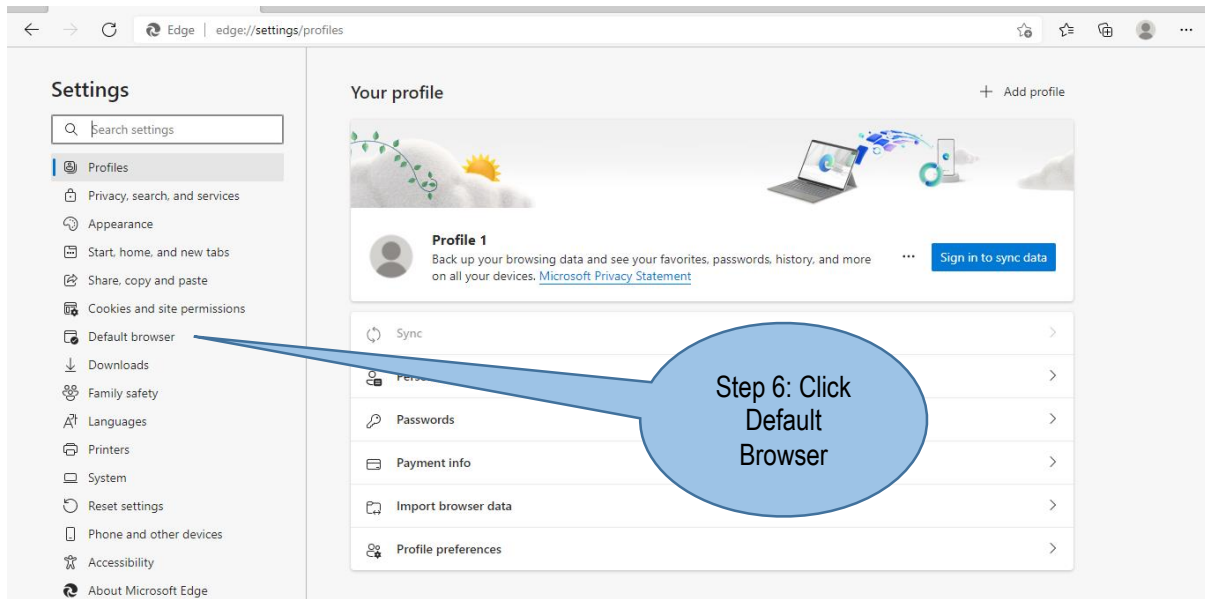 Edge | edge://settings/profiles
Settings
Search settings
Profiles
Privacy, search, and services
Appearance
Start, home, and new tabs
Share, copy and paste
Cookies and site permissions
Default browser
Downloads
Family safety
Languages
Printers
System
Reset settings
Phone and other devices
Accessibility
About Microsoft Edge
Your profile
+ Add profile
Profile 1
Back up your browsing data and see your favorites, passwords, history, and more
on all your devices. Microsoft Privacy Statement
Sign in to sync data
Sync
Passwords
Payment info
Import browser data
Profile preferences
Step 6: Click
Default
Browser